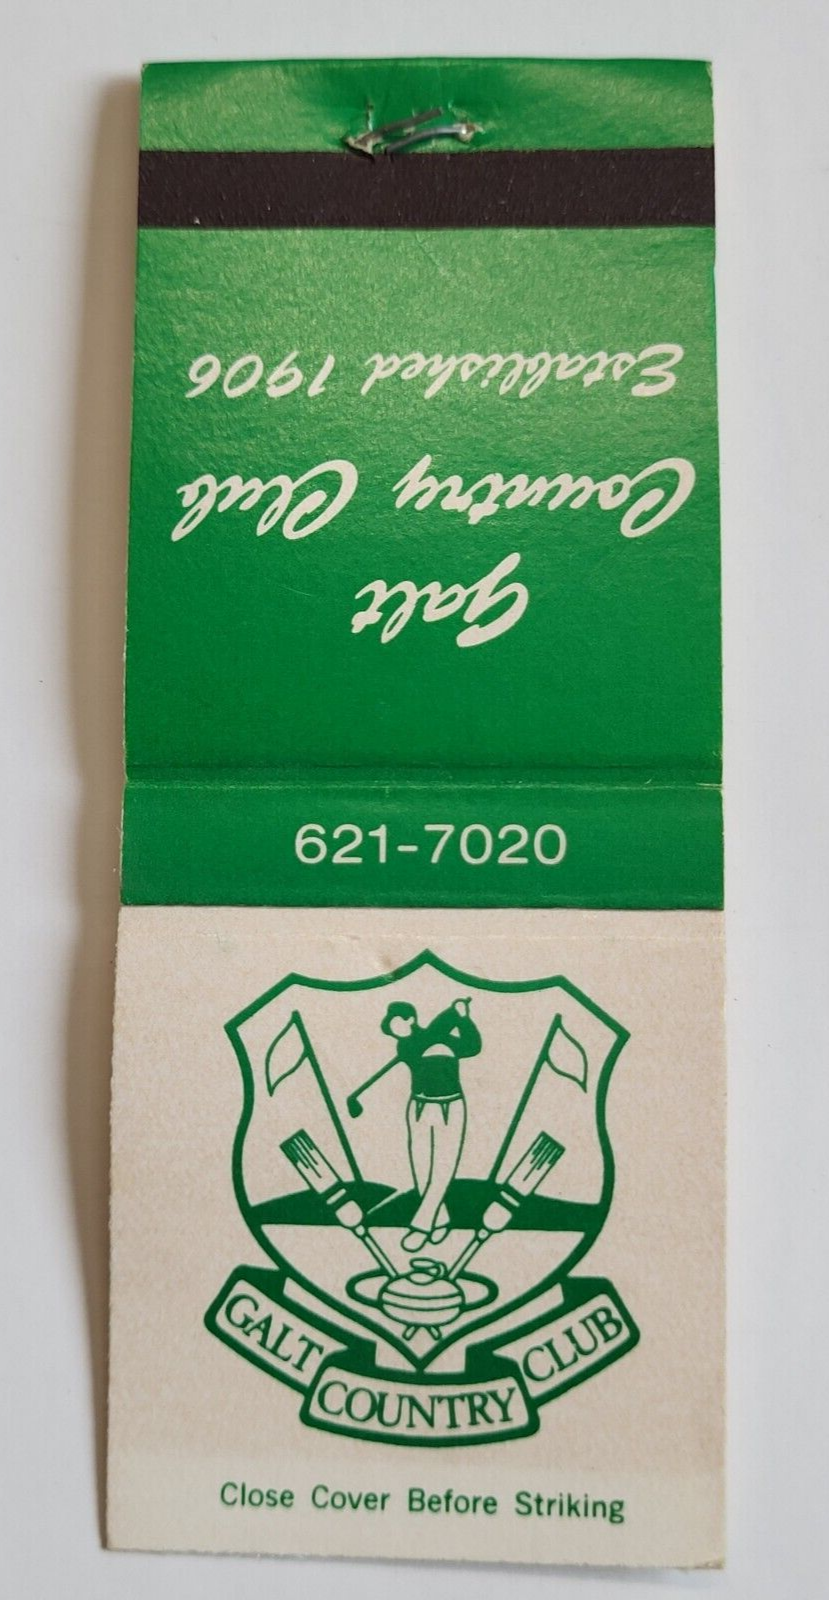 Galt
Country Club
Established 1906
621-7020
GALT COUNTRY CLUB
Close Cover Before Striking